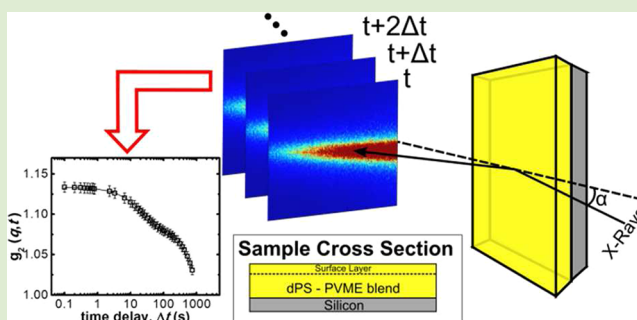 t+2Δt
t+Δt
t
α
X-Rays
g₂ (q,t)
1.15
1.10
1.05
1.00
0.1 1 10 100 1000
time delay, Δt (s)
Sample Cross Section
Surface Layer
dPS - PVME blend
Silicon